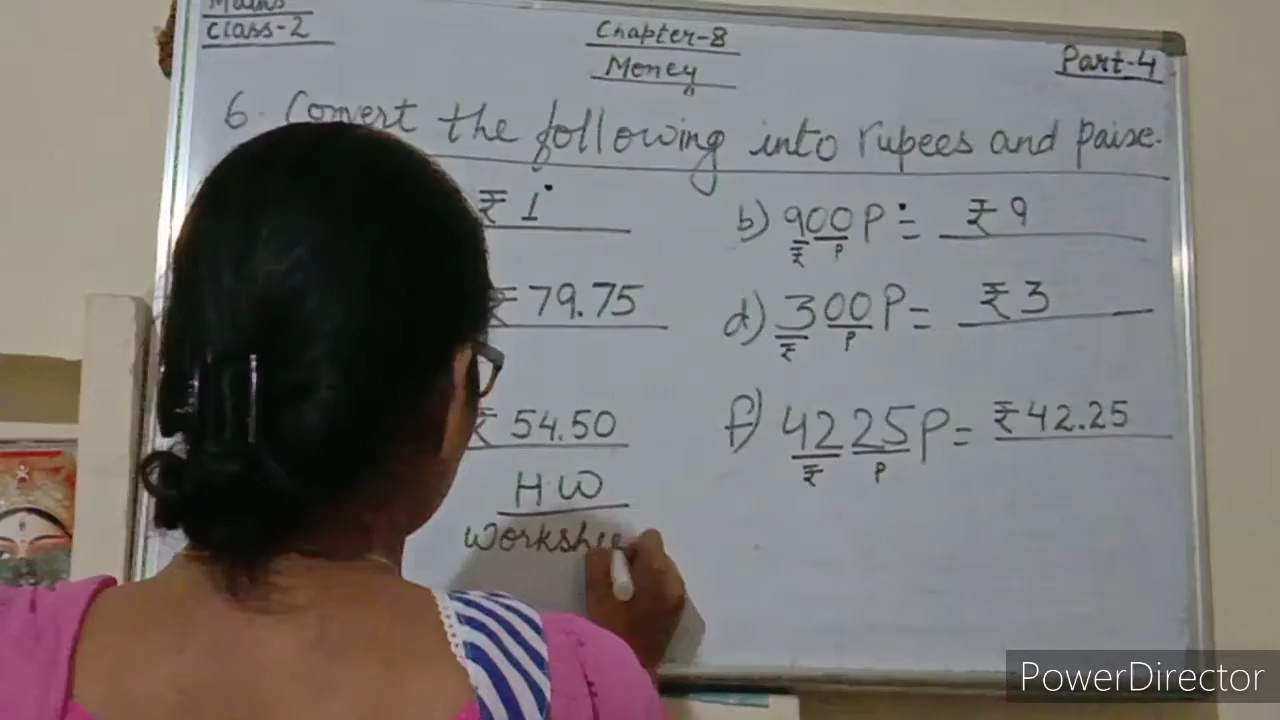 Maths
Class-2
Chapter-8
Money
Part-4
6. Convert the following into rupees and paise.
₹ 1
b) 900P = ₹ 9
₹ P
₹ 79.75
d) 300P = ₹ 3
₹ P
₹ 54.50
f) 4225P = ₹ 42.25
₹ P
H.W
Workshee
PowerDirector